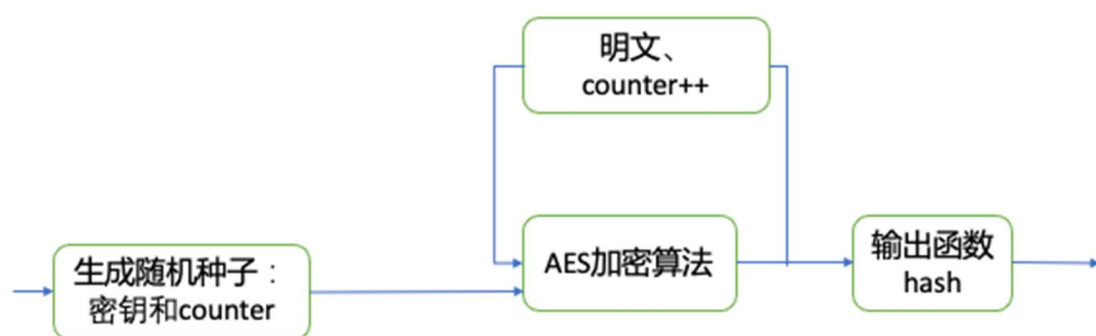 明文、
counter++
生成随机种子：
密钥和counter
AES加密算法
输出函数
hash